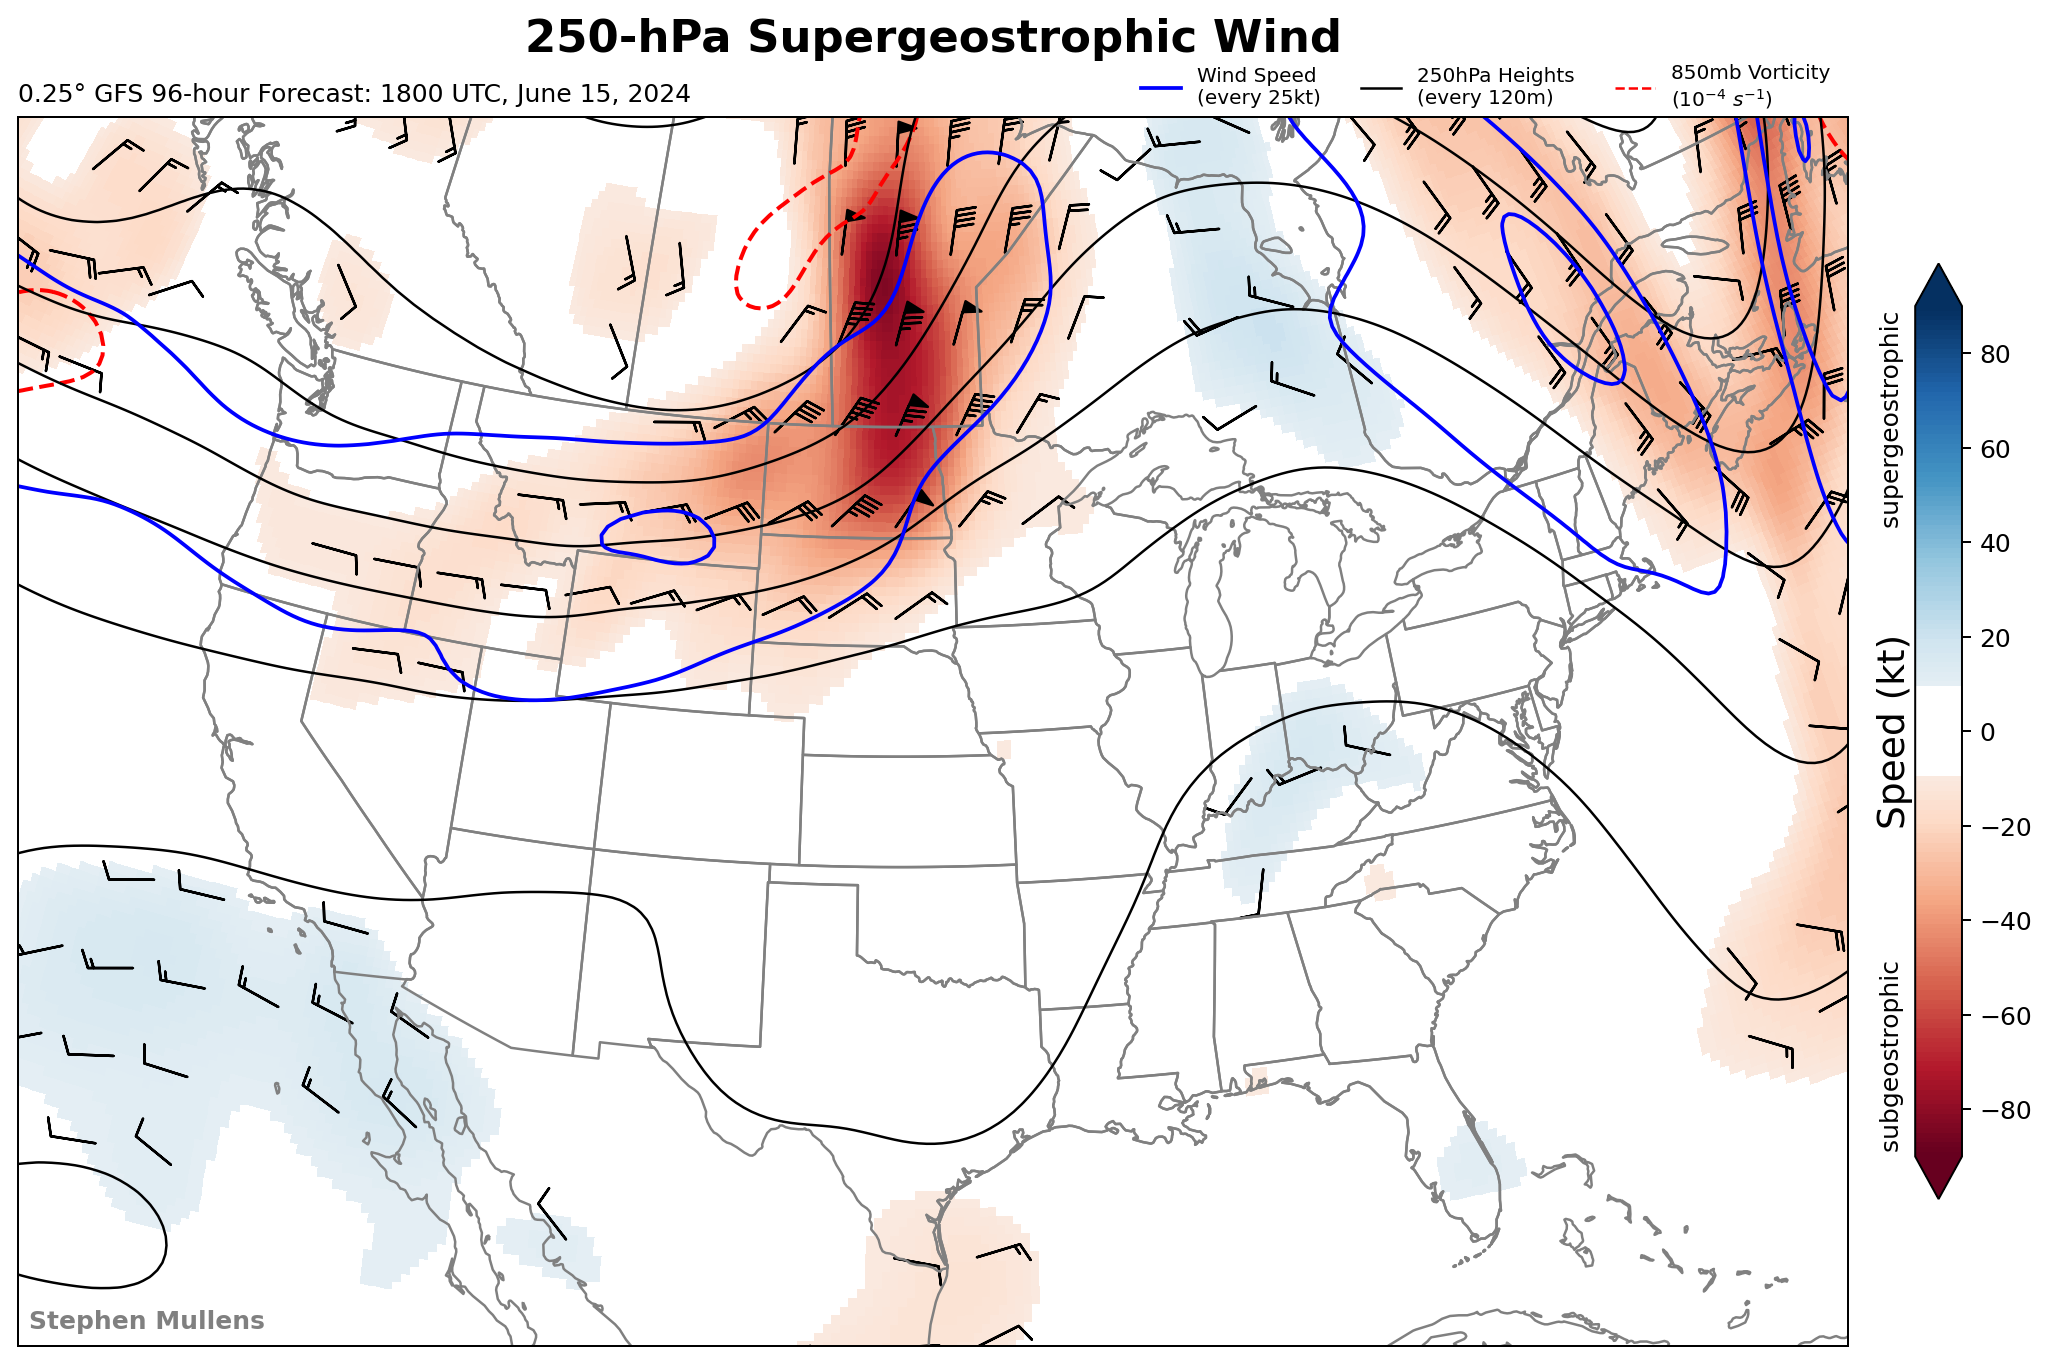 250-hPa Supergeostrophic Wind
0.25° GFS 96-hour Forecast: 1800 UTC, June 15, 2024
Wind Speed
(every 25kt)
250hPa Heights
(every 120m)
850mb Vorticity
(10⁻⁴ s⁻¹)
supergeostrophic
Speed (kt)
subgeostrophic
80
60
40
20
0
−20
−40
−60
−80
Stephen Mullens